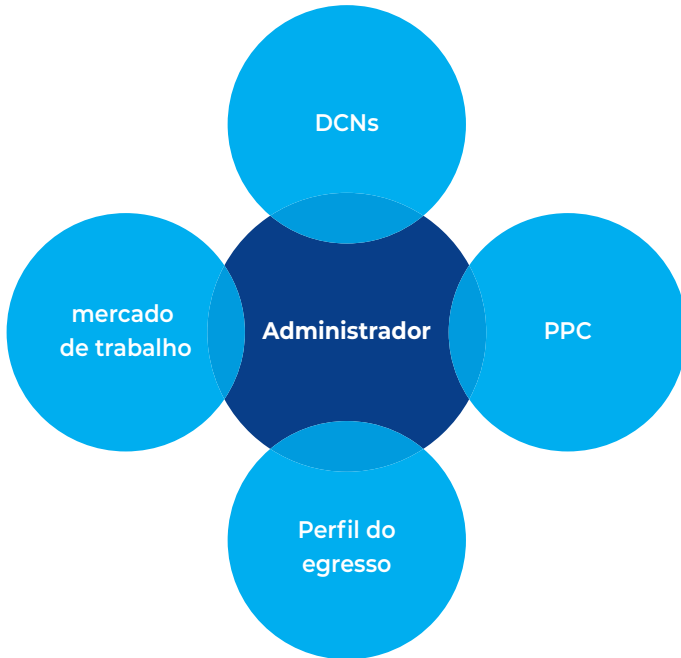 DCNs
mercado
de trabalho
Administrador
PPC
Perfil do
egresso